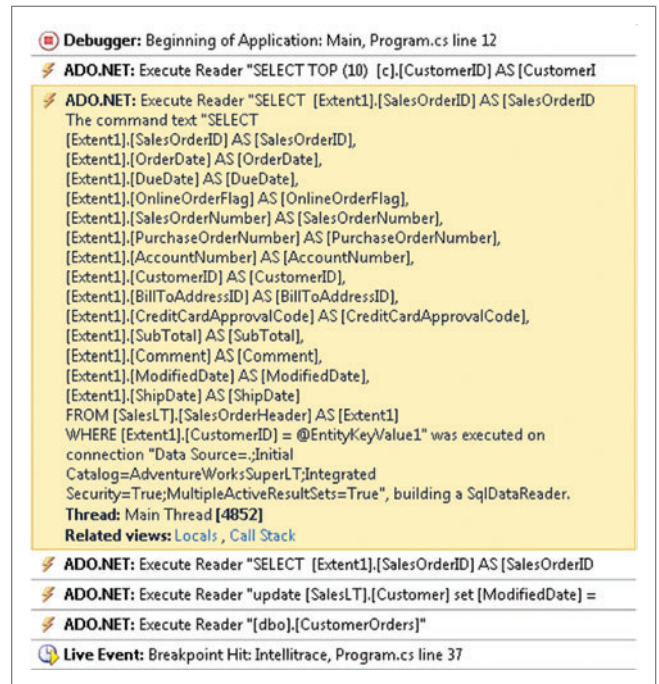 Debugger: Beginning of Application: Main, Program.cs line 12
ADO.NET: Execute Reader "SELECT TOP (10)  [c].[CustomerID] AS [CustomerI
ADO.NET: Execute Reader "SELECT  [Extent1].[SalesOrderID] AS [SalesOrderID
The command text "SELECT
[Extent1].[SalesOrderID] AS [SalesOrderID],
[Extent1].[OrderDate] AS [OrderDate],
[Extent1].[DueDate] AS [DueDate],
[Extent1].[OnlineOrderFlag] AS [OnlineOrderFlag],
[Extent1].[SalesOrderNumber] AS [SalesOrderNumber],
[Extent1].[PurchaseOrderNumber] AS [PurchaseOrderNumber],
[Extent1].[AccountNumber] AS [AccountNumber],
[Extent1].[CustomerID] AS [CustomerID],
[Extent1].[BillToAddressID] AS [BillToAddressID],
[Extent1].[CreditCardApprovalCode] AS [CreditCardApprovalCode],
[Extent1].[SubTotal] AS [SubTotal],
[Extent1].[Comment] AS [Comment],
[Extent1].[ModifiedDate] AS [ModifiedDate],
[Extent1].[ShipDate] AS [ShipDate]
FROM [SalesLT].[SalesOrderHeader] AS [Extent1]
WHERE [Extent1].[CustomerID] = @EntityKeyValue1" was executed on
connection "Data Source=.;Initial
Catalog=AdventureWorksSuperLT;Integrated
Security=True;MultipleActiveResultSets=True", building a SqlDataReader.
Thread: Main Thread [4852]
Related views: Locals , Call Stack
ADO.NET: Execute Reader "SELECT  [Extent1].[SalesOrderID] AS [SalesOrderID
ADO.NET: Execute Reader "update [SalesLT].[Customer] set [ModifiedDate] =
ADO.NET: Execute Reader "[dbo].[CustomerOrders]"
Live Event: Breakpoint Hit: Intellitrace, Program.cs line 37